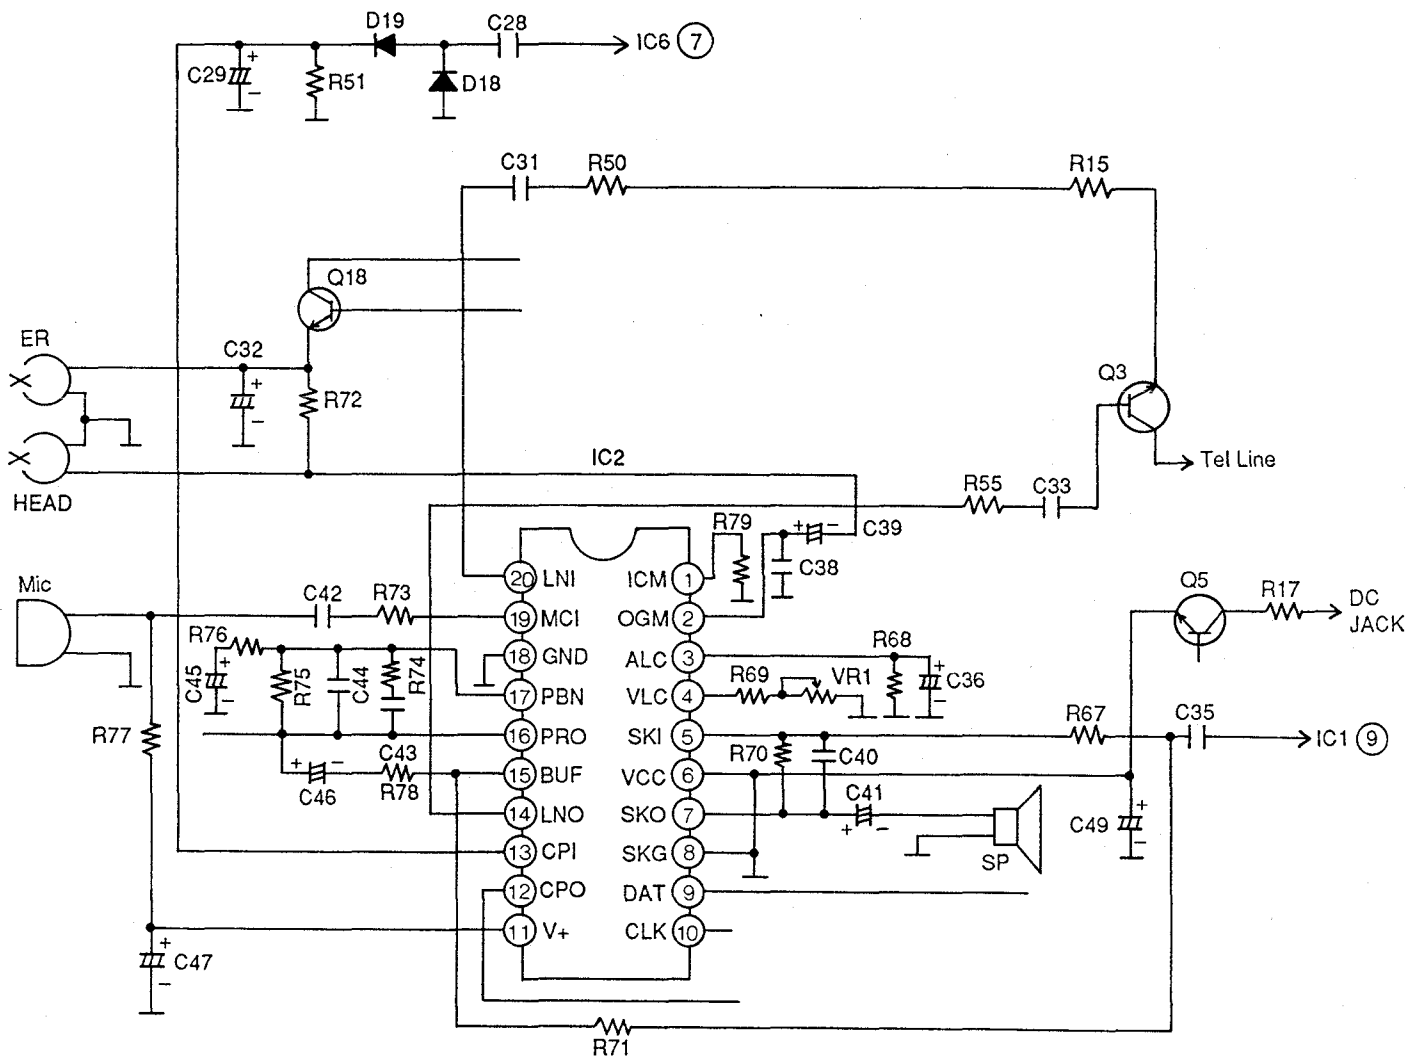 D19
C28
IC6 7
C29 +
-
R51
D18
C31
R50
R15
Q18
ER
C32
+
-
R72
Q3
HEAD
IC2
Tel Line
R55
C33
R79
+ -
C39
C38
Mic
C42
R73
20 LNI
ICM 1
19 MCI
OGM 2
18 GND
ALC 3
17 PBN
VLC 4
16 PRO
SKI 5
15 BUF
VCC 6
14 LNO
SKO 7
13 CPI
SKG 8
12 CPO
DAT 9
11 V+
CLK 10
Q5
R17
DC
JACK
R76
C45
+
-
R75
C44
R74
R68
+
C36
-
R69
VR1
R77
C43
+ -
C46
R78
R70
C40
R67
C35
IC1 9
C41
+ -
SP
C49
+
-
+
C47
-
R71